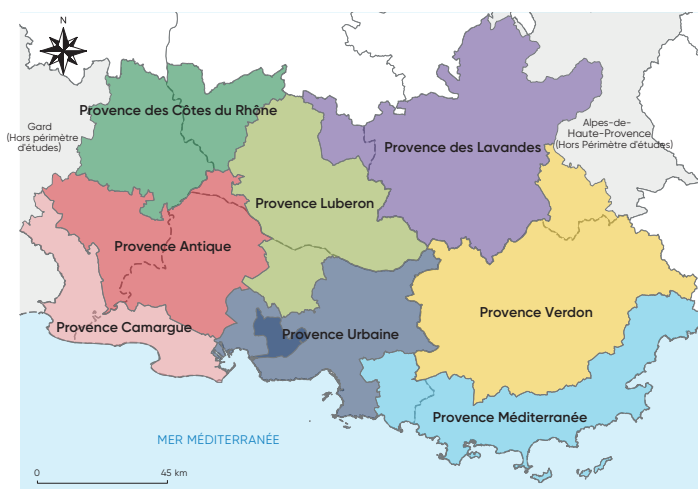 N
Provence des Côtes du Rhône
Gard
(Hors périmètre
d'études)
Alpes-de-
Haute-Provence
(Hors Périmètre d'études)
Provence des Lavandes
Provence Luberon
Provence Antique
Provence Verdon
Provence Camargue
Provence Urbaine
Provence Méditerranée
MER MÉDITERRANÉE
0
45 km